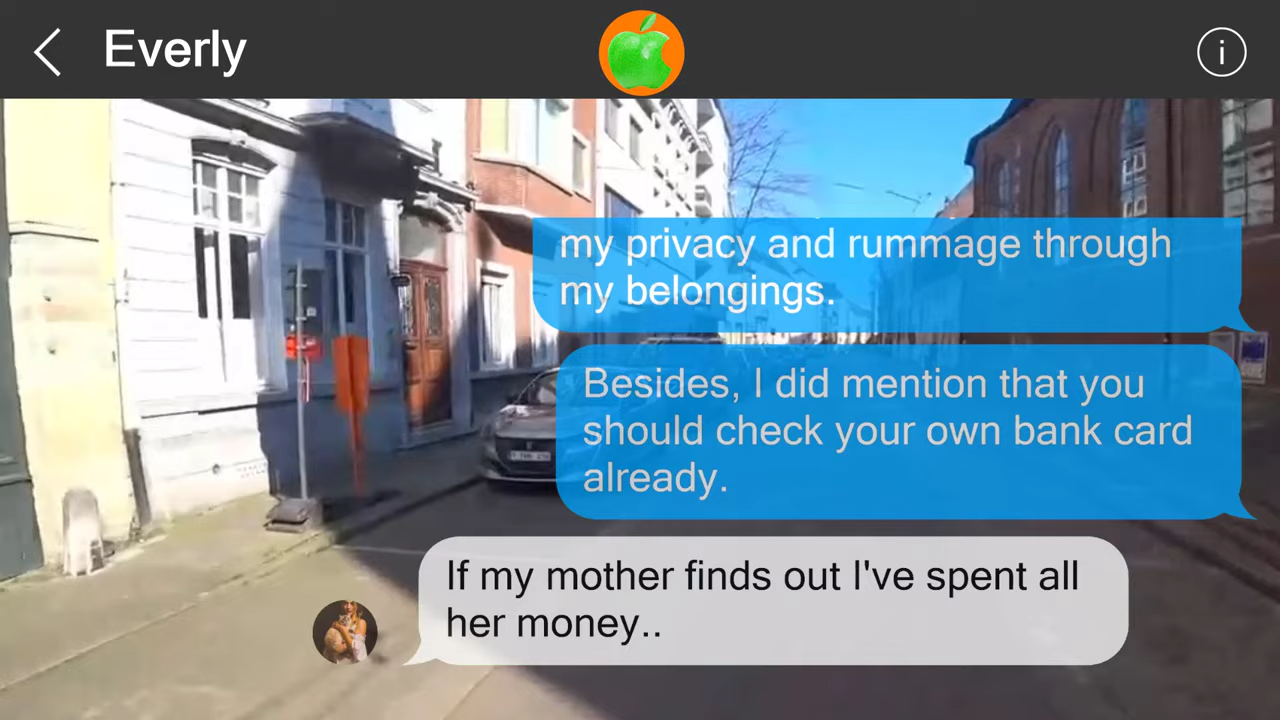 Everly
i
my privacy and rummage through
my belongings.
Besides, I did mention that you
should check your own bank card
already.
If my mother finds out I've spent all
her money..